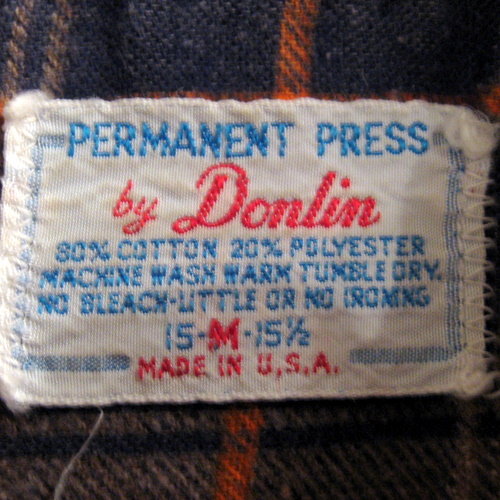 PERMANENT PRESS
by Donlin
80% COTTON 20% POLYESTER
MACHINE WASH WARM TUMBLE DRY.
NO BLEACH-LITTLE OR NO IRONING
15-M-15½
MADE IN U.S.A.